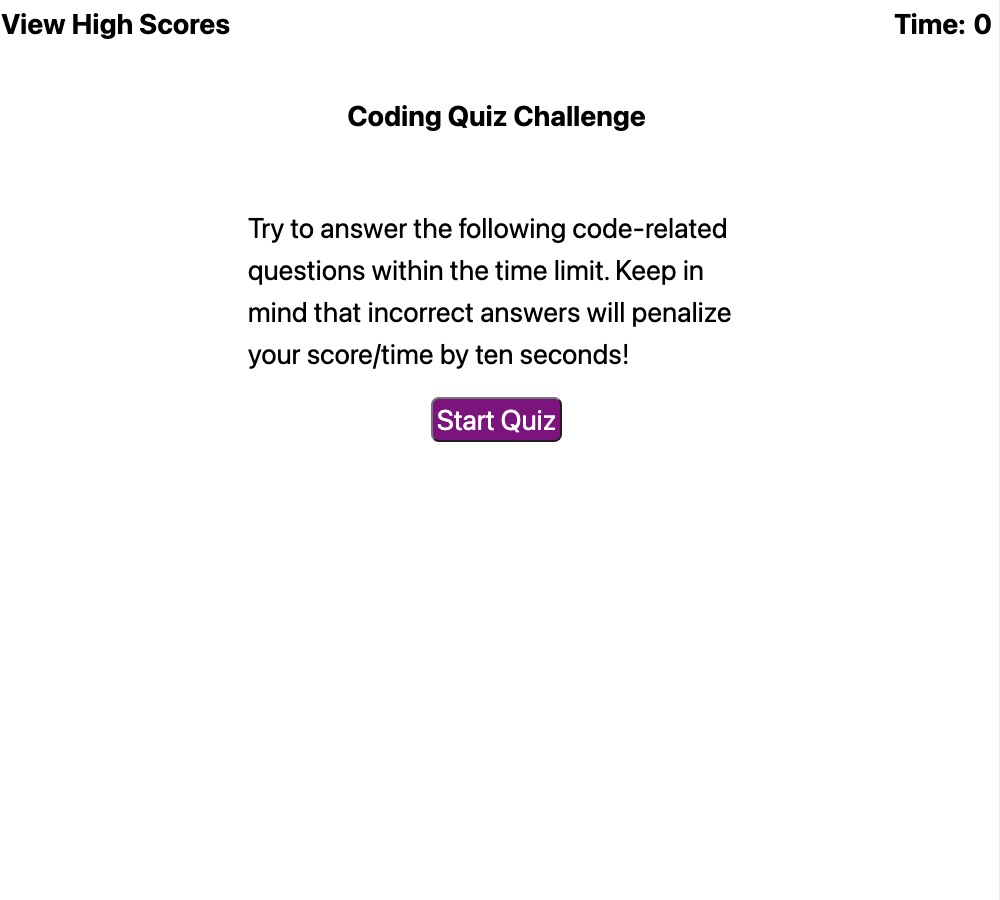 View High Scores
Time: 0
Coding Quiz Challenge
Try to answer the following code-related
questions within the time limit. Keep in
mind that incorrect answers will penalize
your score/time by ten seconds!
Start Quiz